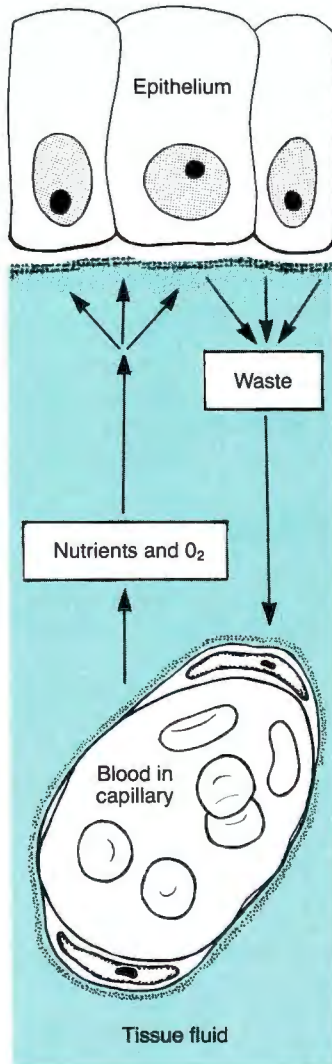 Epithelium
Waste
Nutrients and 0₂
Blood in
capillary
Tissue fluid